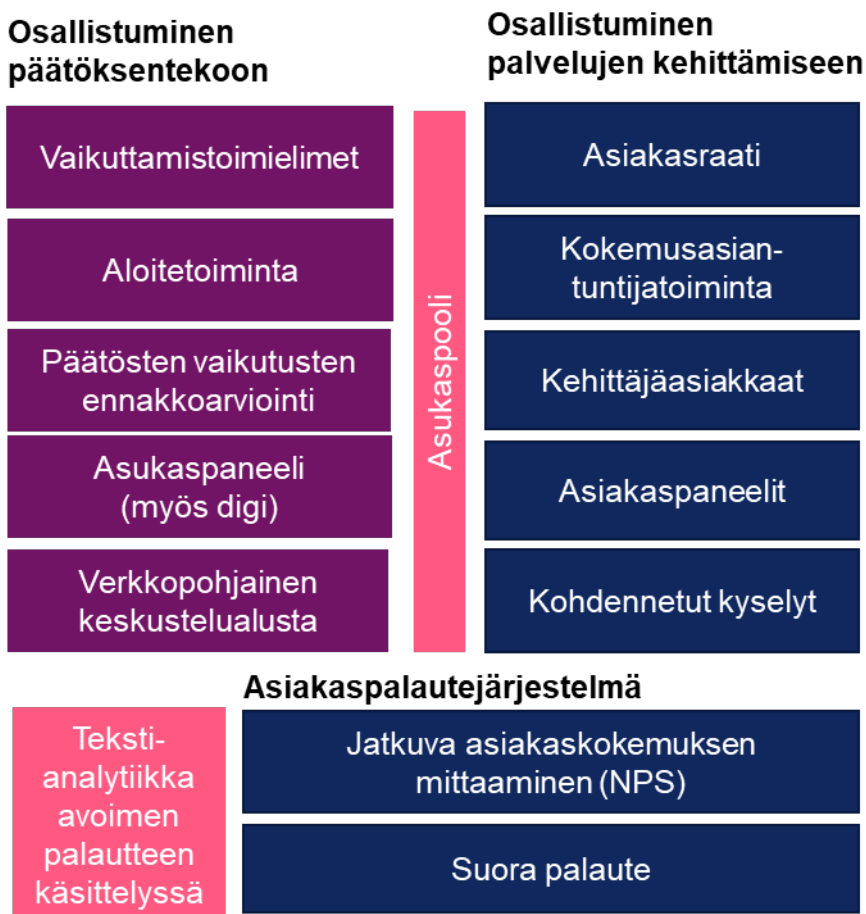 Osallistuminen
päätöksentekoon
Vaikuttamistoimielimet
Aloitetoiminta
Päätösten vaikutusten
ennakkoarviointi
Asukaspaneeli
(myös digi)
Verkkopohjainen
keskustelualusta
Asukaspooli
Osallistuminen
palvelujen kehittämiseen
Asiakasraati
Kokemusasian-
tuntijatoiminta
Kehittäjäasiakkaat
Asiakaspaneelit
Kohdennetut kyselyt
Asiakaspalautejärjestelmä
Teksti-
analytiikka
avoimen
palautteen
käsittelyssä
Jatkuva asiakaskokemuksen
mittaaminen (NPS)
Suora palaute